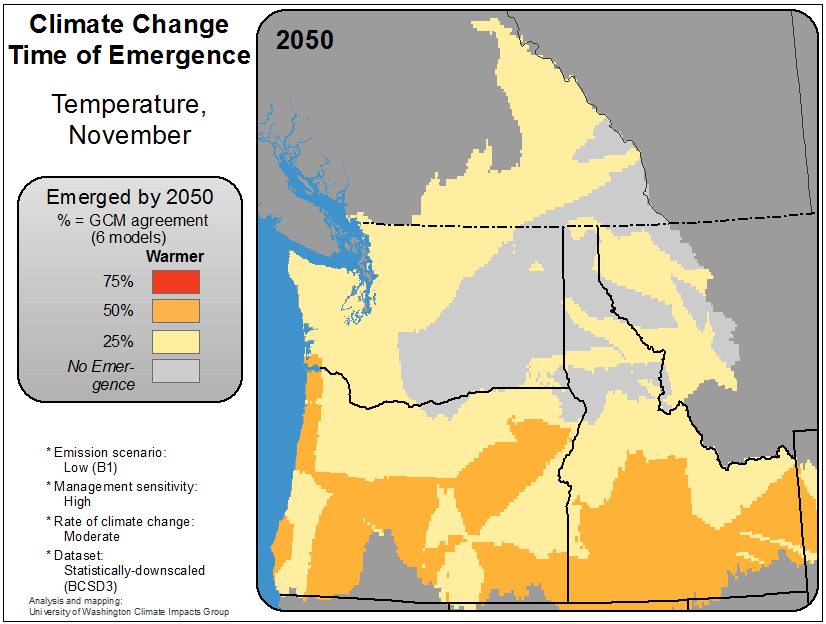 Climate Change
Time of Emergence
Temperature,
November
Emerged by 2050
% = GCM agreement
(6 models)
Warmer
75%
50%
25%
No Emer-
gence
* Emission scenario:
Low (B1)
* Management sensitivity:
High
* Rate of climate change:
Moderate
* Dataset:
Statistically-downscaled
(BCSD3)
Analysis and mapping:
University of Washington Climate Impacts Group
2050